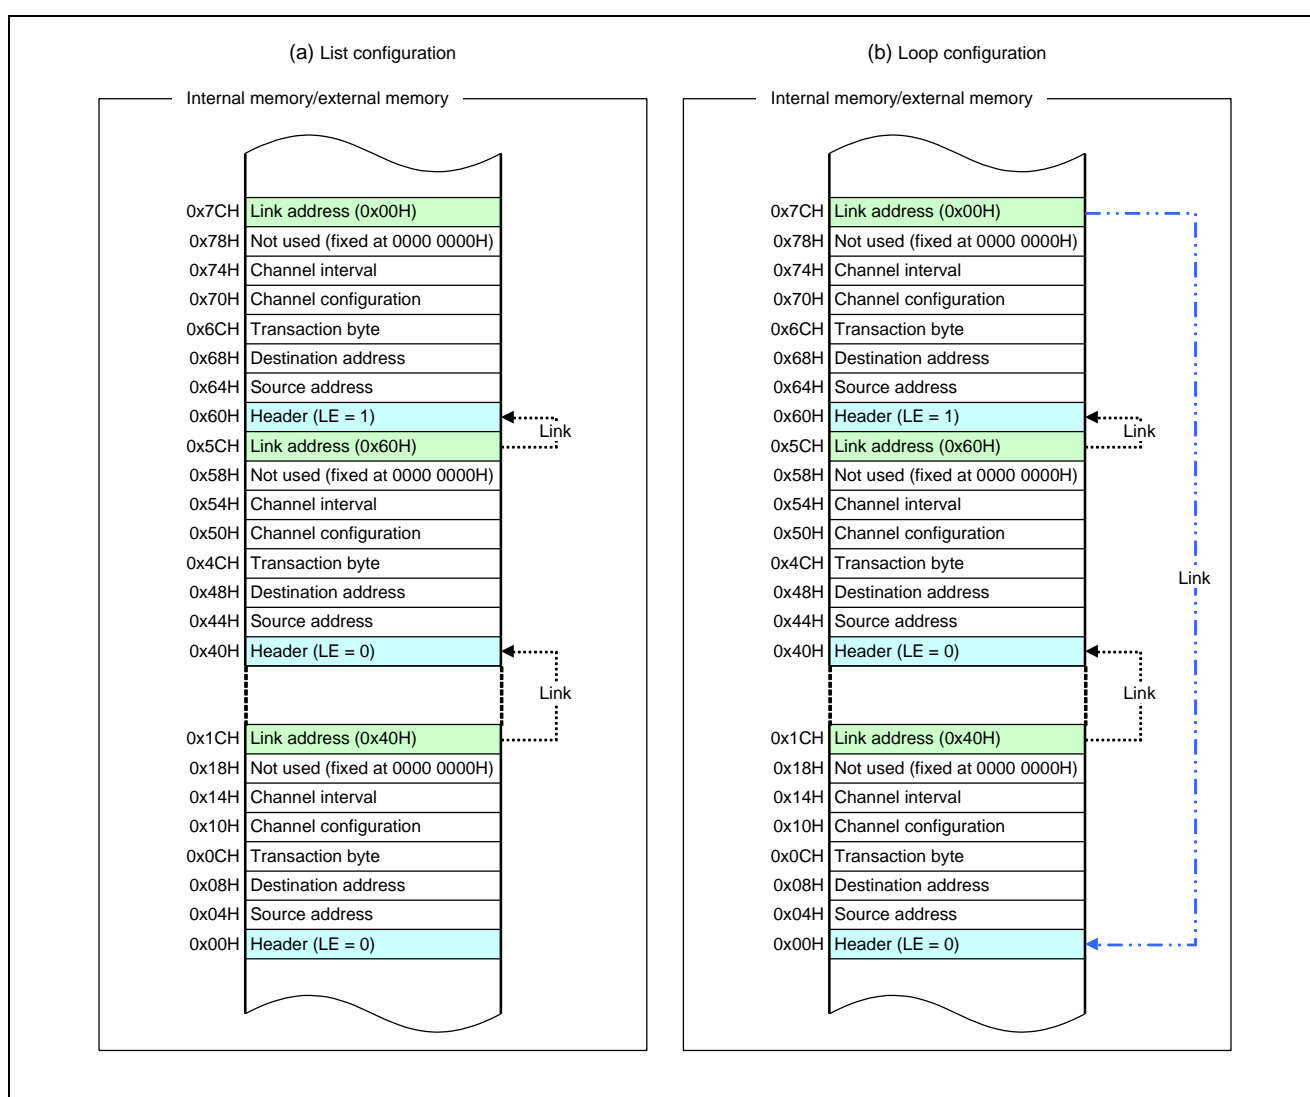 (a) List configuration
Internal memory/external memory
0x7CH Link address (0x00H)
0x78H Not used (fixed at 0000 0000H)
0x74H Channel interval
0x70H Channel configuration
0x6CH Transaction byte
0x68H Destination address
0x64H Source address
0x60H Header (LE = 1)
Link
0x5CH Link address (0x60H)
0x58H Not used (fixed at 0000 0000H)
0x54H Channel interval
0x50H Channel configuration
0x4CH Transaction byte
0x48H Destination address
0x44H Source address
0x40H Header (LE = 0)
Link
0x1CH Link address (0x40H)
0x18H Not used (fixed at 0000 0000H)
0x14H Channel interval
0x10H Channel configuration
0x0CH Transaction byte
0x08H Destination address
0x04H Source address
0x00H Header (LE = 0)
(b) Loop configuration
Internal memory/external memory
0x7CH Link address (0x00H)
0x78H Not used (fixed at 0000 0000H)
0x74H Channel interval
0x70H Channel configuration
0x6CH Transaction byte
0x68H Destination address
0x64H Source address
0x60H Header (LE = 1)
Link
0x5CH Link address (0x60H)
0x58H Not used (fixed at 0000 0000H)
0x54H Channel interval
0x50H Channel configuration
0x4CH Transaction byte
Link
0x48H Destination address
0x44H Source address
0x40H Header (LE = 0)
Link
0x1CH Link address (0x40H)
0x18H Not used (fixed at 0000 0000H)
0x14H Channel interval
0x10H Channel configuration
0x0CH Transaction byte
0x08H Destination address
0x04H Source address
0x00H Header (LE = 0)